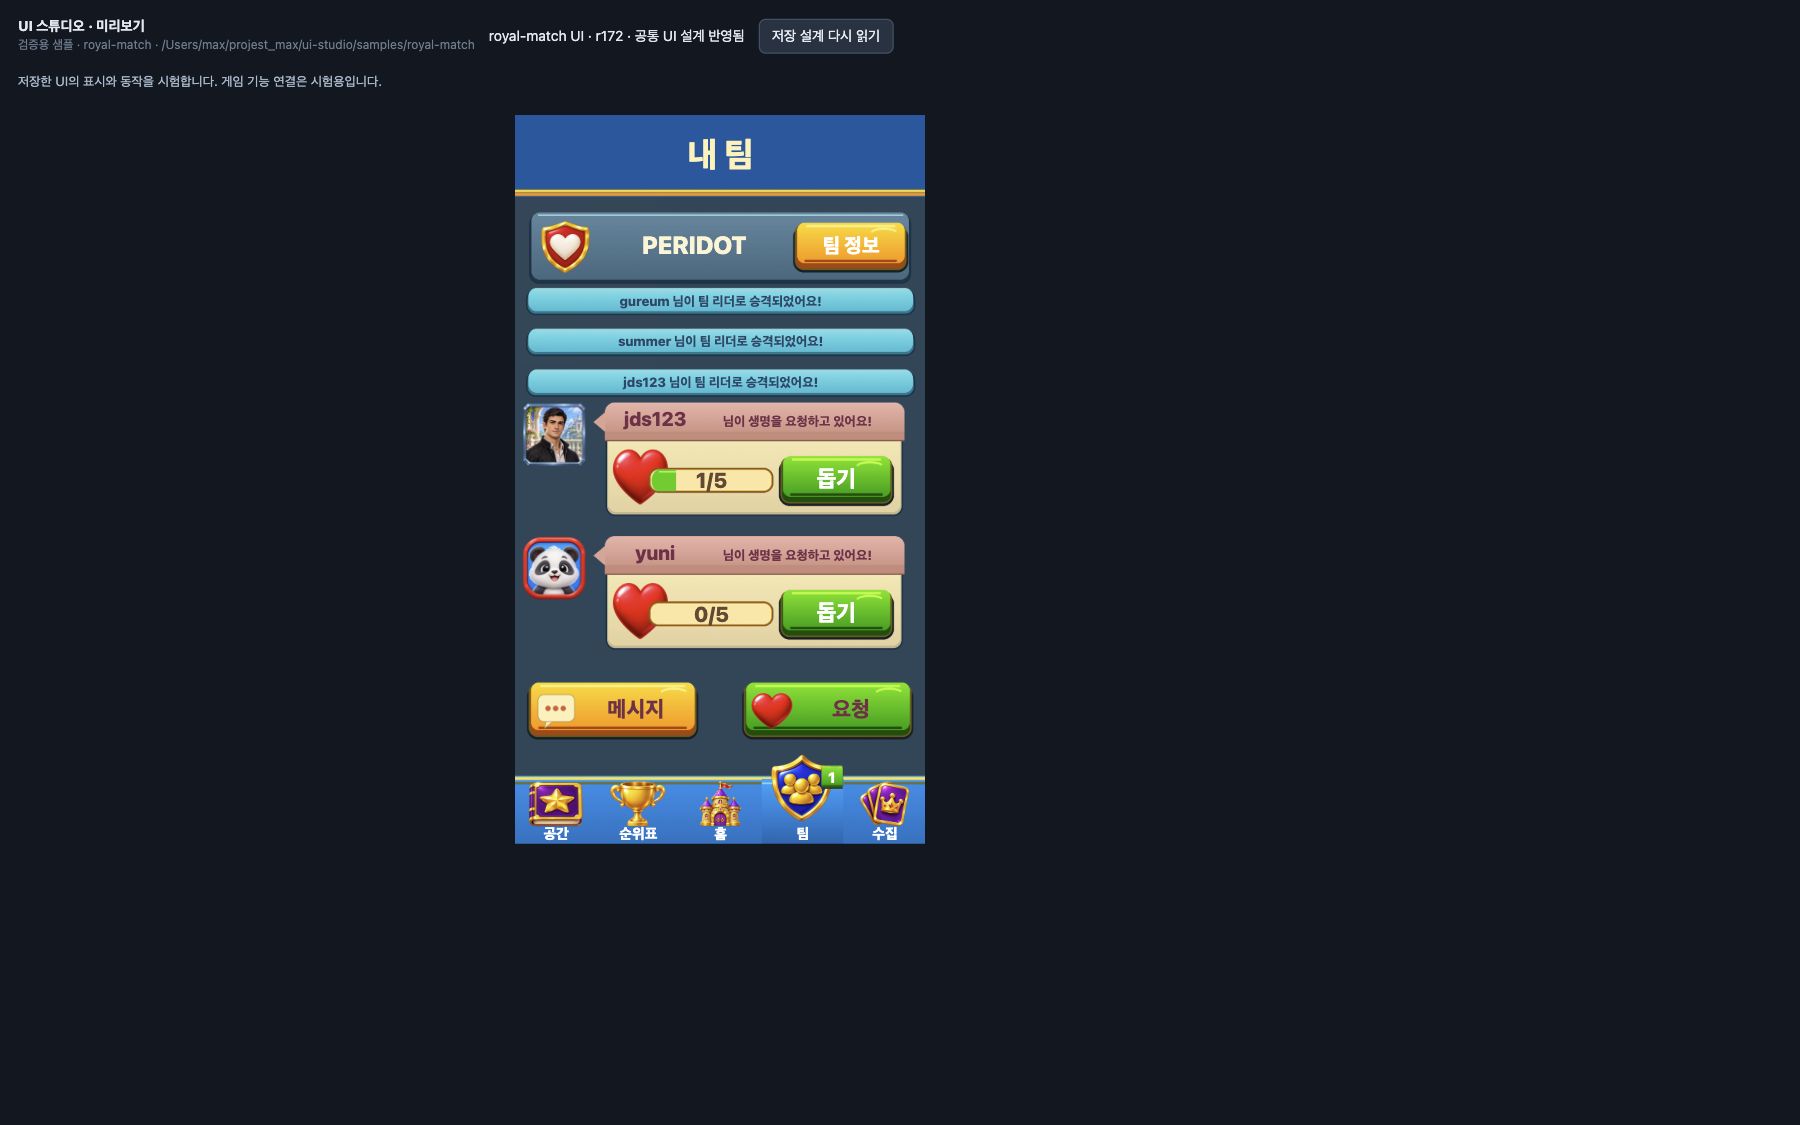 UI 스튜디오 · 미리보기
검증용 샘플 · royal-match · /Users/max/projest_max/ui-studio/samples/royal-match
royal-match UI · r172 · 공통 UI 설계 반영됨
저장 설계 다시 읽기
저장한 UI의 표시와 동작을 시험합니다. 게임 기능 연결은 시험용입니다.
내 팀
PERIDOT
팀 정보
gureum 님이 팀 리더로 승격되었어요!
summer 님이 팀 리더로 승격되었어요!
jds123 님이 팀 리더로 승격되었어요!
jds123 님이 생명을 요청하고 있어요!
1/5
돕기
yuni 님이 생명을 요청하고 있어요!
0/5
돕기
메시지
요청
1
공간
순위표
홈
팀
수집